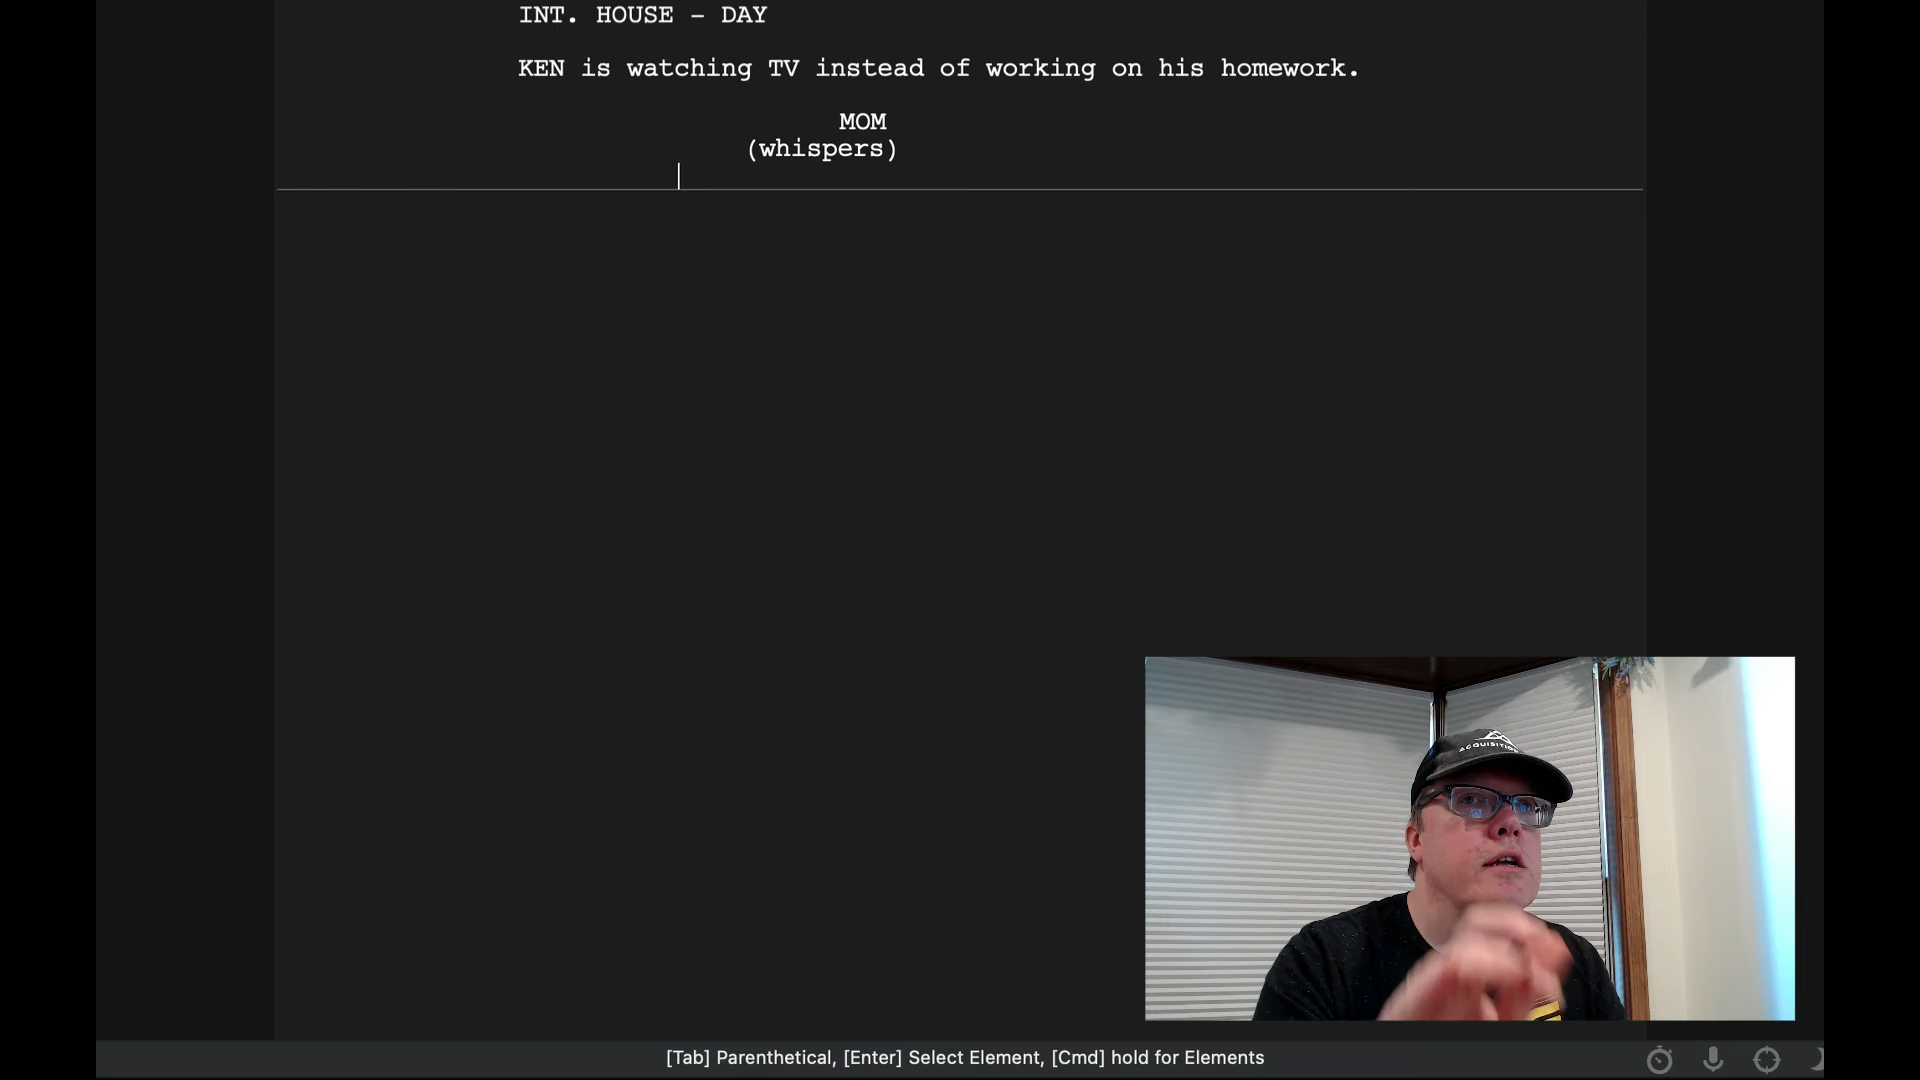 INT. HOUSE - DAY
KEN is watching TV instead of working on his homework.
MOM
(whispers)
ACQUISITION
[Tab] Parenthetical, [Enter] Select Element, [Cmd] hold for Elements